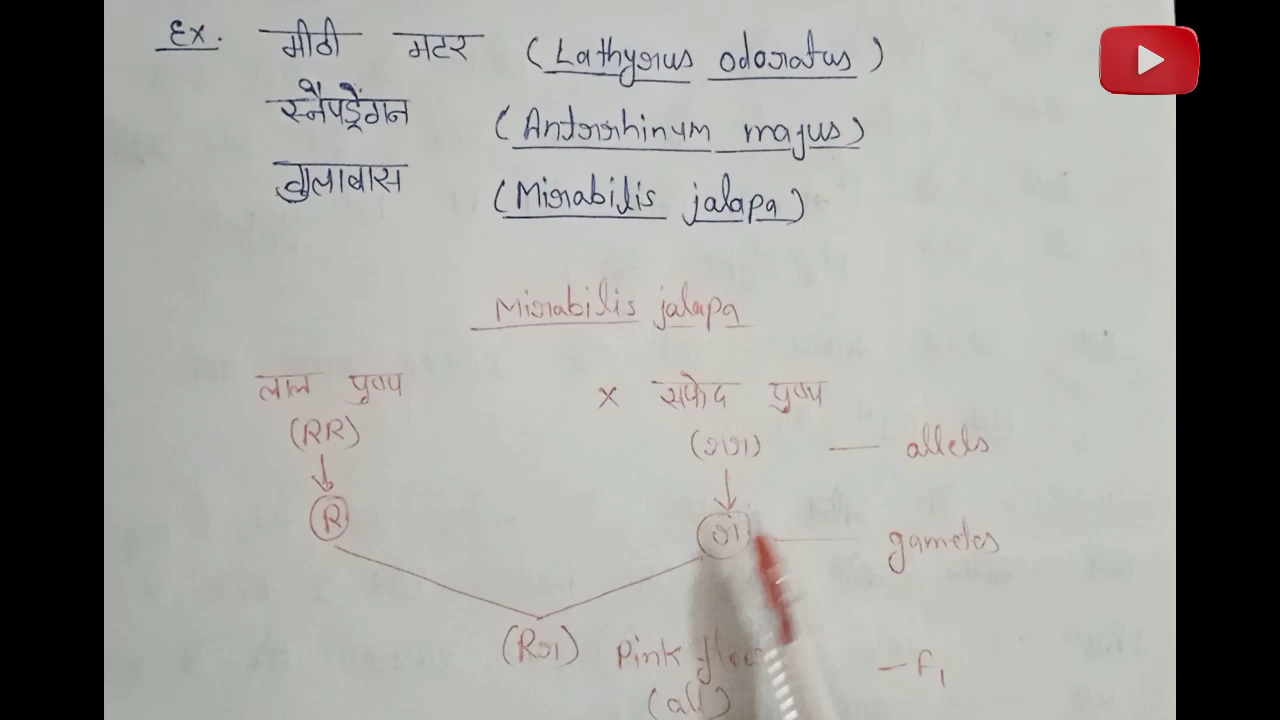 Ex. मीठी मटर (Lathyrus odoratus)
स्नैपड्रैगन (Antirrhinum majus)
गुलाबास (Mirabilis jalapa)
Mirabilis jalapa
लाल पुष्प × सफेद पुष्प
(RR) (rr) — allels
R r gametes
(Rr) Pink — F₁
(all)